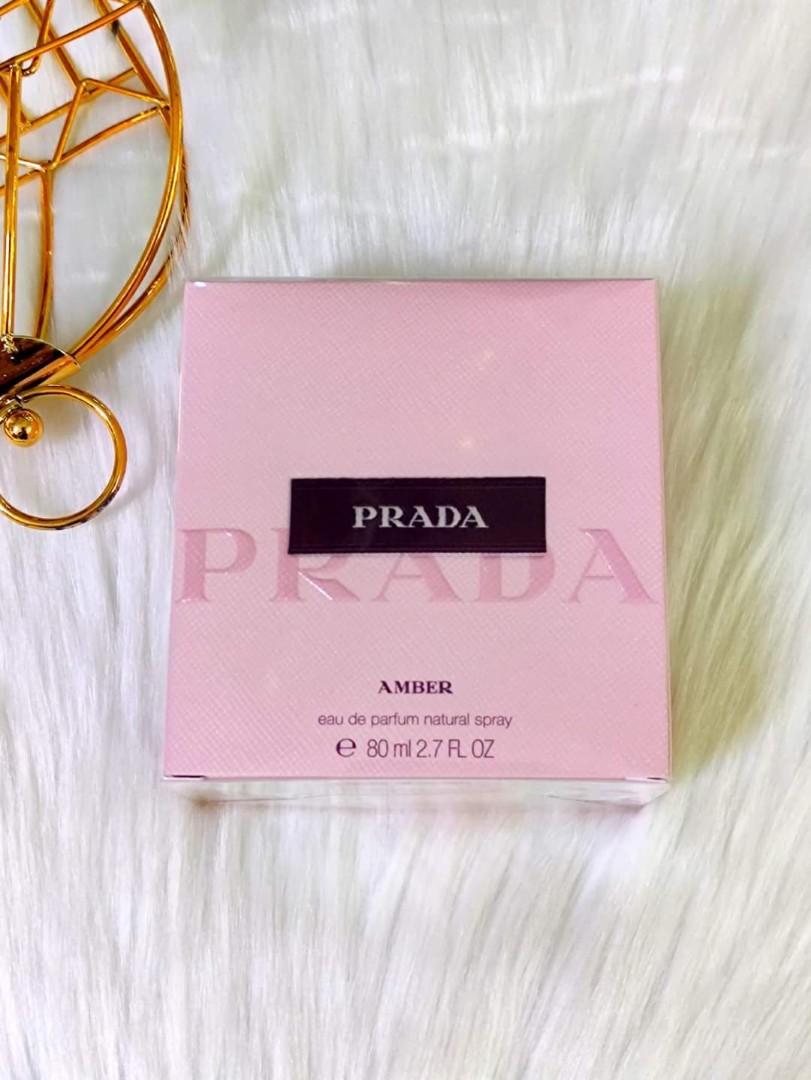 PRADA
PRADA
AMBER
eau de parfum natural spray
℮ 80 ml 2.7 FL OZ